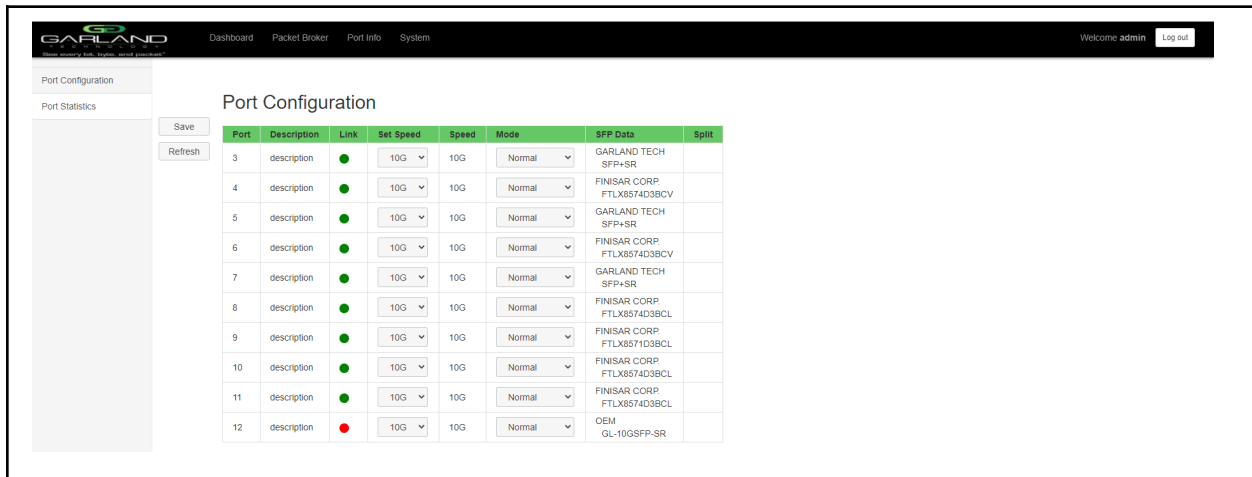 GARLAND
TECHNOLOGY
See every bit, byte, and packet®
Dashboard Packet Broker Port Info System
Welcome admin Log out
Port Configuration
Port Statistics
Save
Refresh
Port Configuration
Port Description Link Set Speed Speed Mode SFP Data Split
3 description 10G 10G Normal GARLAND TECH
SFP+SR
4 description 10G 10G Normal FINISAR CORP.
FTLX8574D3BCV
5 description 10G 10G Normal GARLAND TECH
SFP+SR
6 description 10G 10G Normal FINISAR CORP.
FTLX8574D3BCV
7 description 10G 10G Normal GARLAND TECH
SFP+SR
8 description 10G 10G Normal FINISAR CORP.
FTLX8574D3BCL
9 description 10G 10G Normal FINISAR CORP.
FTLX8571D3BCL
10 description 10G 10G Normal FINISAR CORP.
FTLX8574D3BCL
11 description 10G 10G Normal FINISAR CORP.
FTLX8574D3BCL
12 description 10G 10G Normal OEM
GL-10GSFP-SR